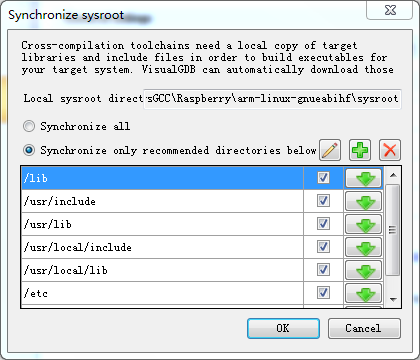 Synchronize sysroot
Cross-compilation toolchains need a local copy of target
libraries and include files in order to build executables for
your target system. VisualGDB can automatically download those
Local sysroot direct sGCC\Raspberry\arm-linux-gnueabihf\sysroot
Synchronize all
Synchronize only recommended directories below
/lib
/usr/include
/usr/lib
/usr/local/include
/usr/local/lib
/etc
OK Cancel